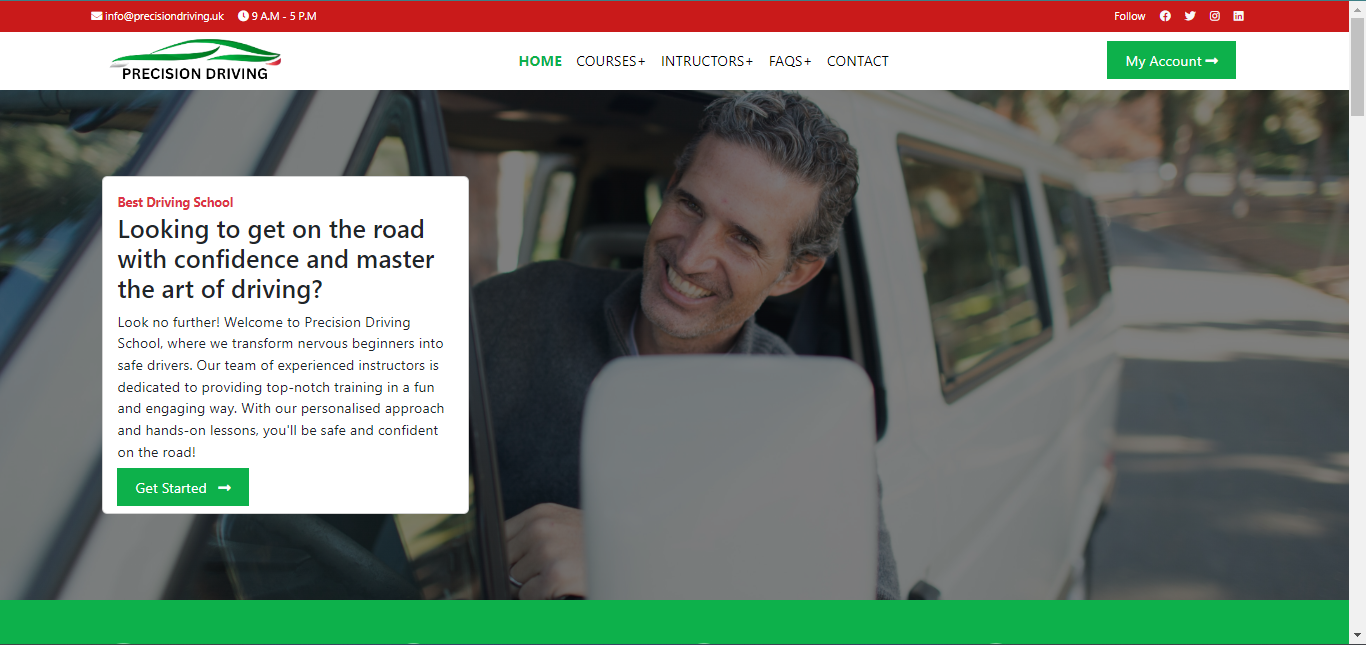 info@precisiondriving.uk 9 A.M - 5 P.M Follow
PRECISION DRIVING
HOME COURSES+ INTRUCTORS+ FAQS+ CONTACT
My Account
Best Driving School
Looking to get on the road
with confidence and master
the art of driving?
Look no further! Welcome to Precision Driving
School, where we transform nervous beginners into
safe drivers. Our team of experienced instructors is
dedicated to providing top-notch training in a fun
and engaging way. With our personalised approach
and hands-on lessons, you'll be safe and confident
on the road!
Get Started